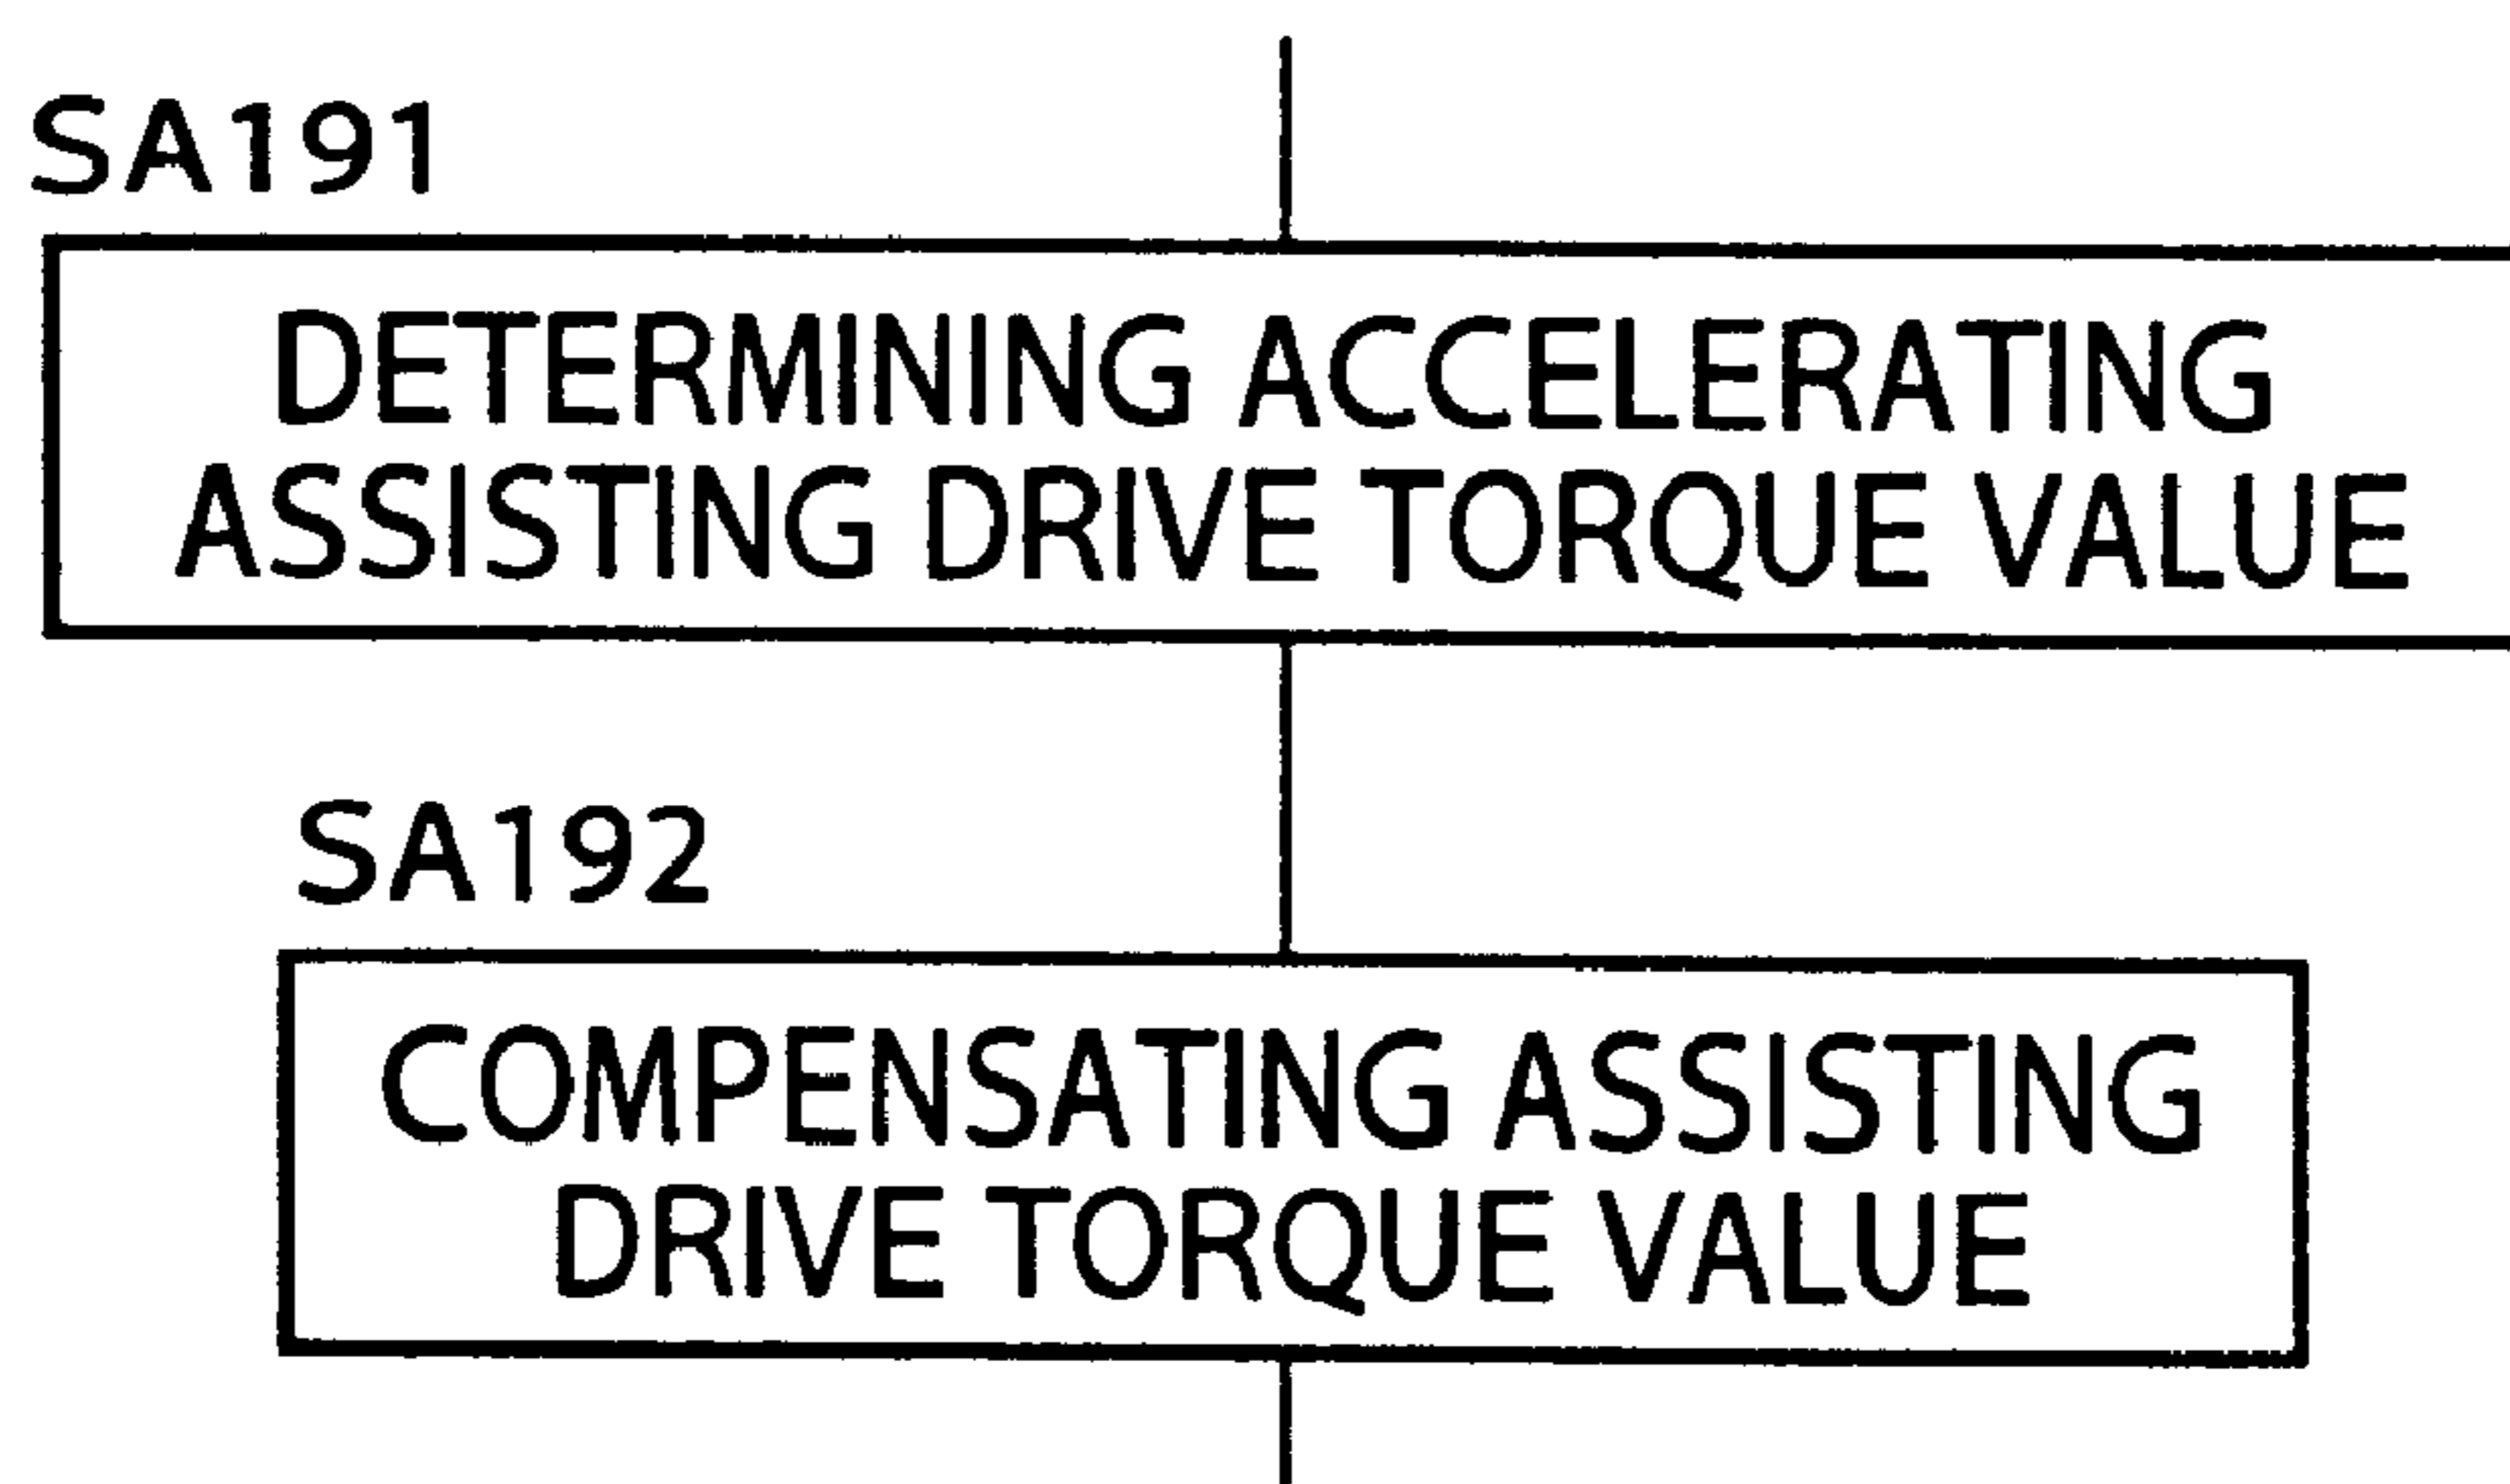 SA191
DETERMINING ACCELERATING
ASSISTING DRIVE TORQUE VALUE
SA192
COMPENSATING ASSISTING
DRIVE TORQUE VALUE